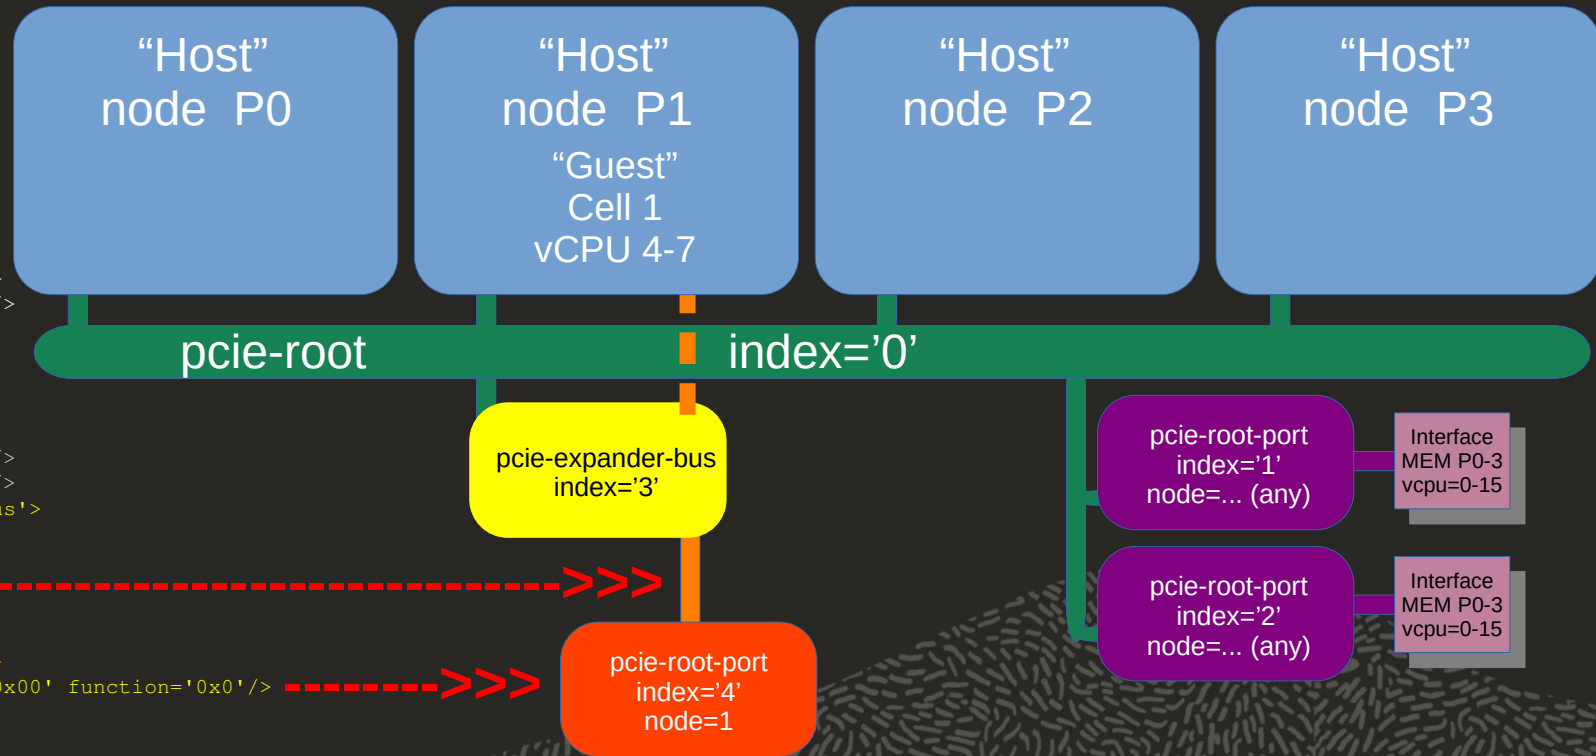 “Host”
node P0
“Host”
node P1
“Guest”
Cell 1
vCPU 4-7
“Host”
node P2
“Host”
node P3
/>
pcie-root index=’0’
/>
/>
us'>
pcie-expander-bus
index=’3’
pcie-root-port
index=’1’
node=... (any)
Interface
MEM P0-3
vcpu=0-15
------------------------------->>>
pcie-root-port
index=’2’
node=... (any)
Interface
MEM P0-3
vcpu=0-15
x00' function='0x0'/> -------->>>
pcie-root-port
index=’4’
node=1